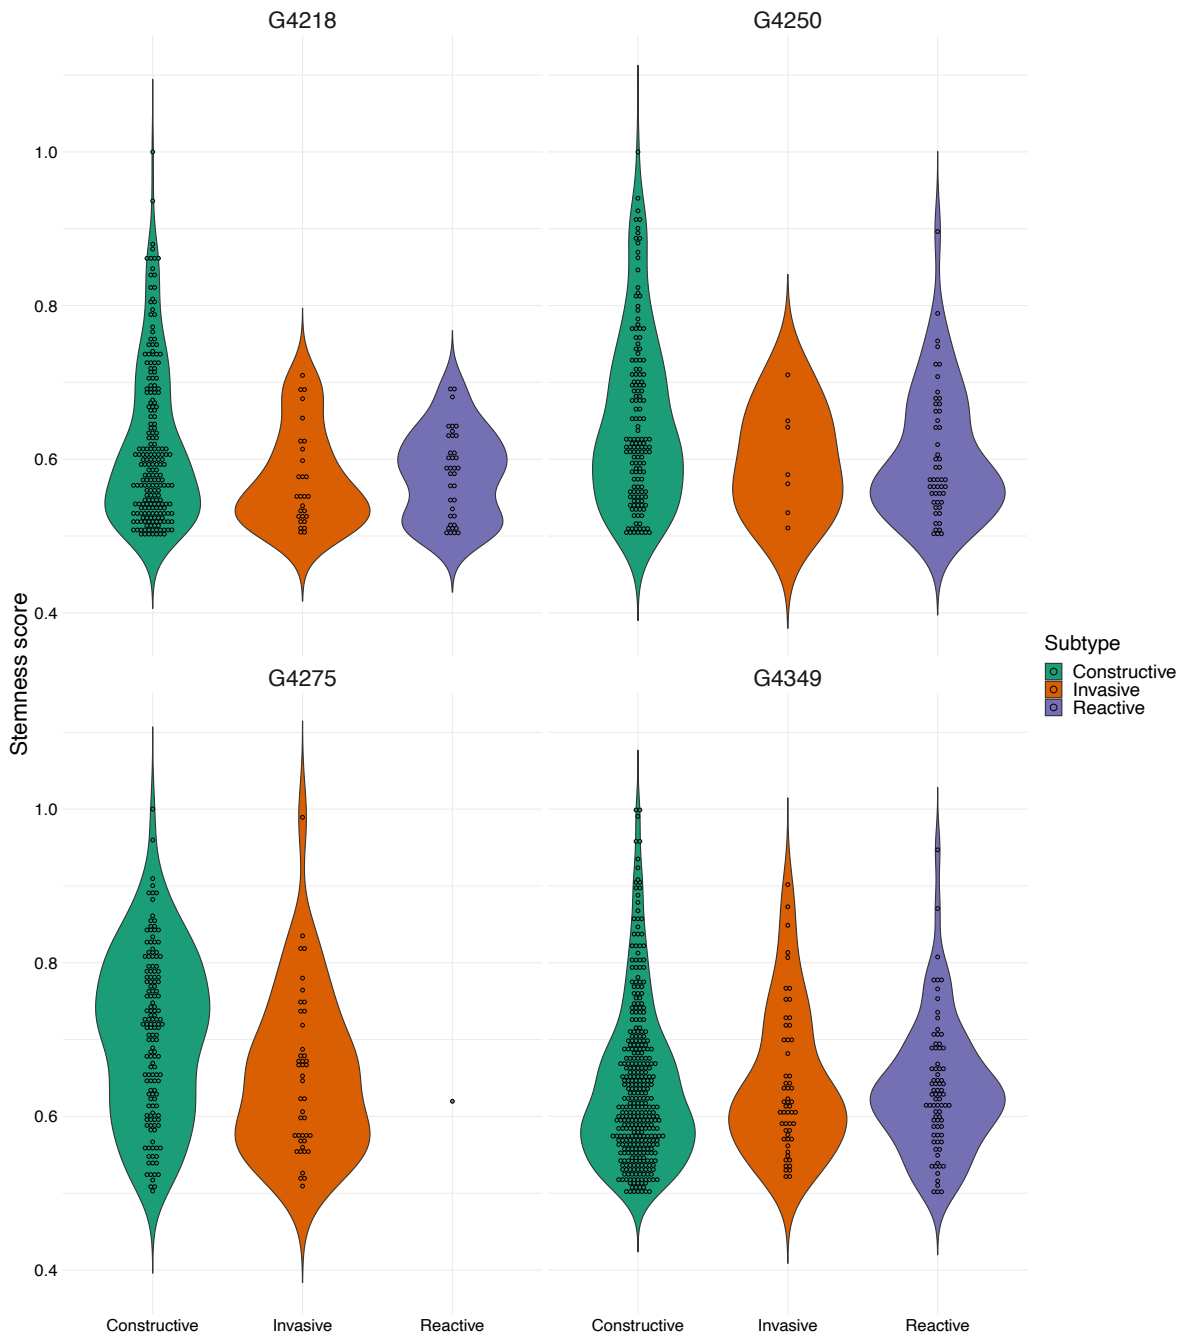 G4218 G4250
1.0
0.8
0.6
0.4
G4275 G4349
1.0
0.8
0.6
0.4
Stemness score
Constructive Invasive Reactive Constructive Invasive Reactive
Subtype
Constructive
Invasive
Reactive